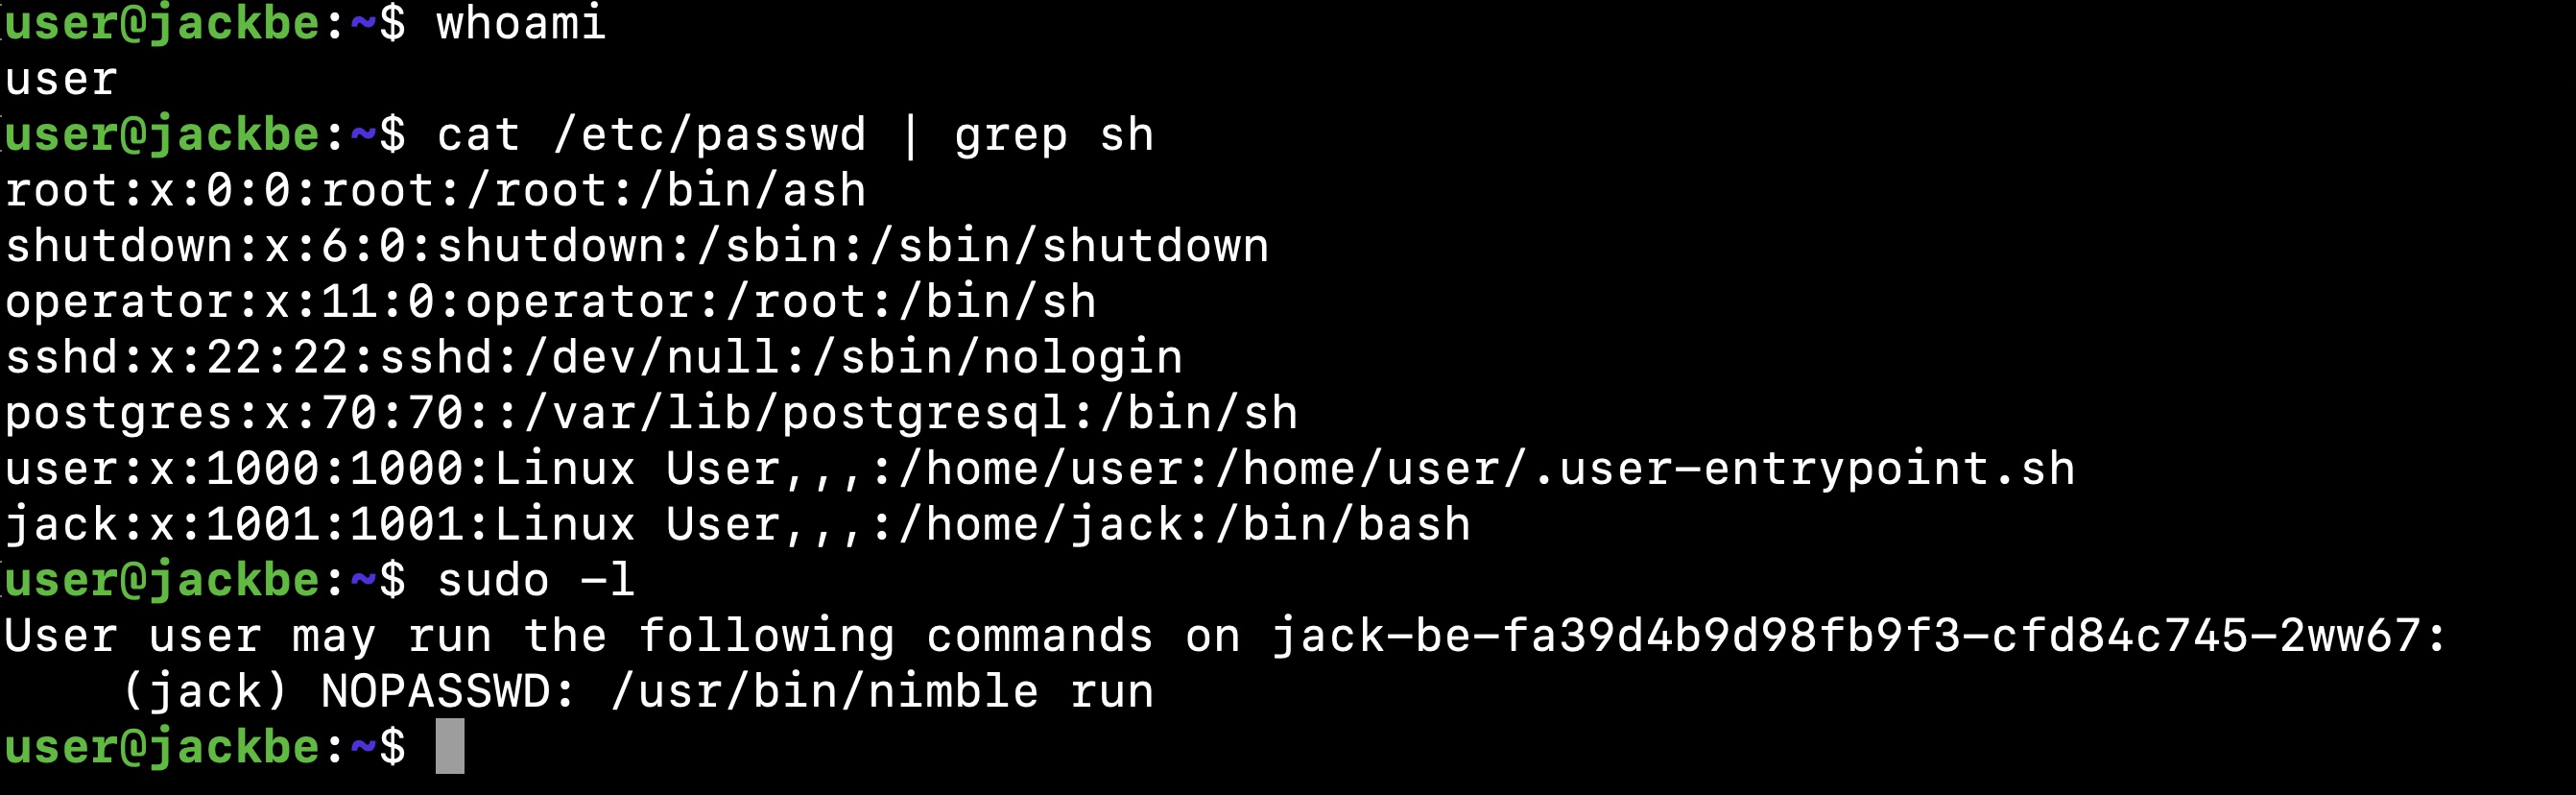 user@jackbe:~$ whoami
user
user@jackbe:~$ cat /etc/passwd | grep sh
root:x:0:0:root:/root:/bin/ash
shutdown:x:6:0:shutdown:/sbin:/sbin/shutdown
operator:x:11:0:operator:/root:/bin/sh
sshd:x:22:22:sshd:/dev/null:/sbin/nologin
postgres:x:70:70::/var/lib/postgresql:/bin/sh
user:x:1000:1000:Linux User,,,:/home/user:/home/user/.user-entrypoint.sh
jack:x:1001:1001:Linux User,,,:/home/jack:/bin/bash
user@jackbe:~$ sudo -l
User user may run the following commands on jack-be-fa39d4b9d98fb9f3-cfd84c745-2ww67:
    (jack) NOPASSWD: /usr/bin/nimble run
user@jackbe:~$